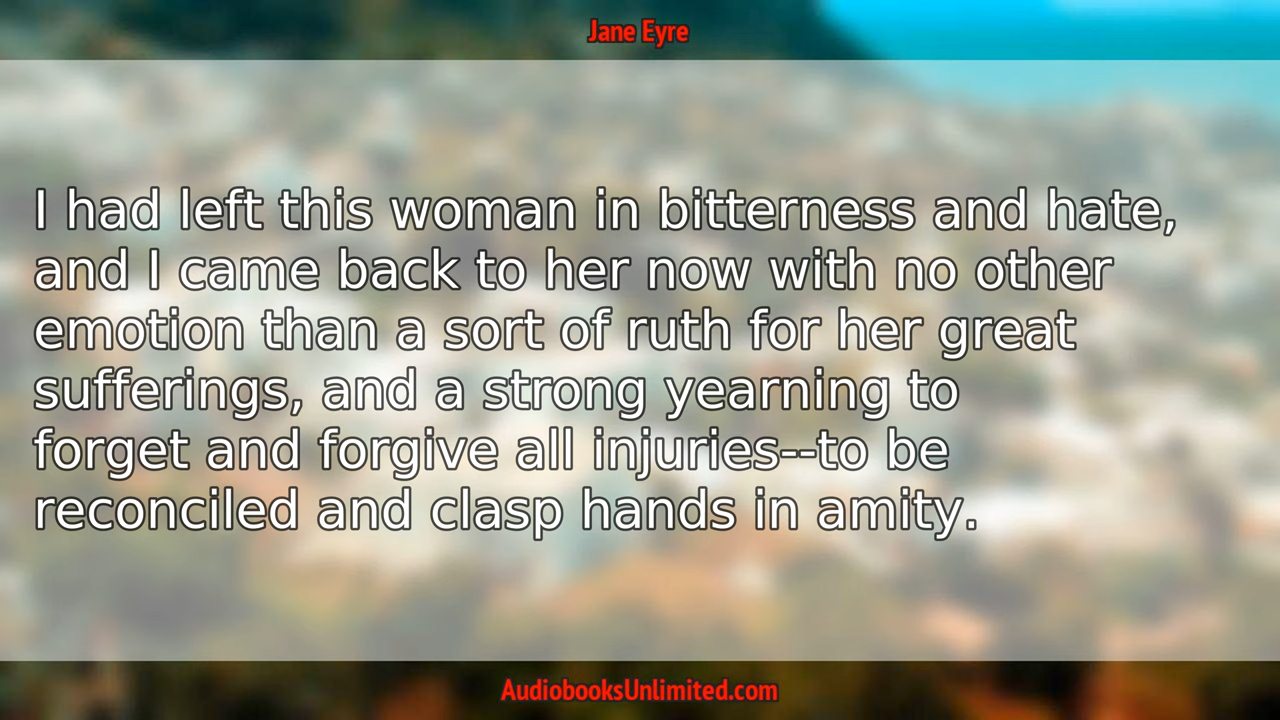 Jane Eyre
I had left this woman in bitterness and hate,
and I came back to her now with no other
emotion than a sort of ruth for her great
sufferings, and a strong yearning to
forget and forgive all injuries--to be
reconciled and clasp hands in amity.
AudiobooksUnlimited.com